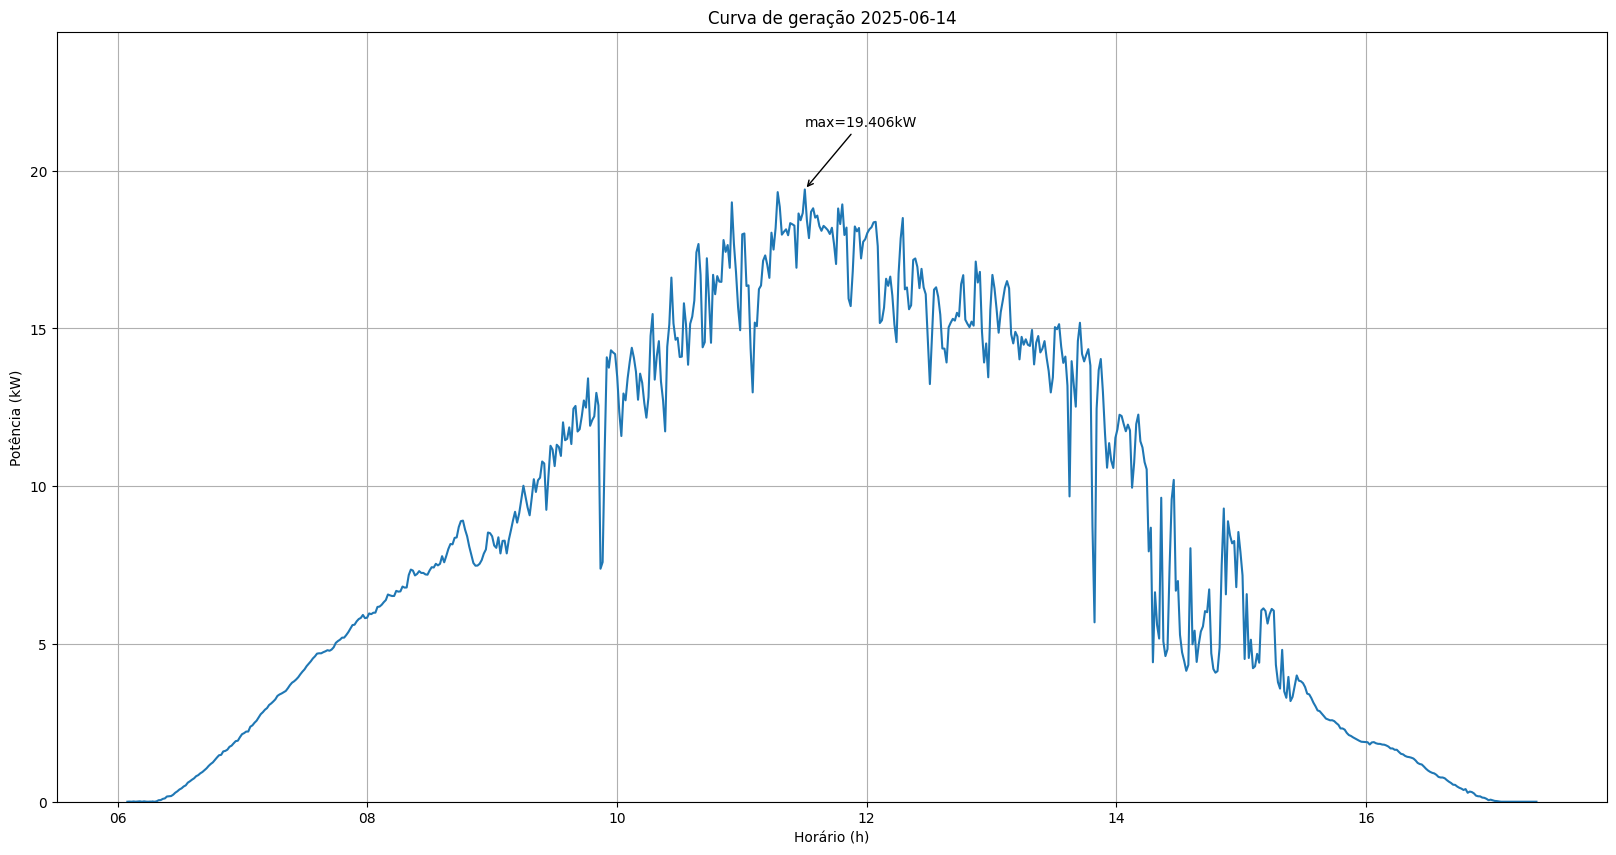 Curva de geração 2025-06-14
max=19.406kW
Potência (kW)
20
15
10
5
0
06 08 10 12 14 16
Horário (h)